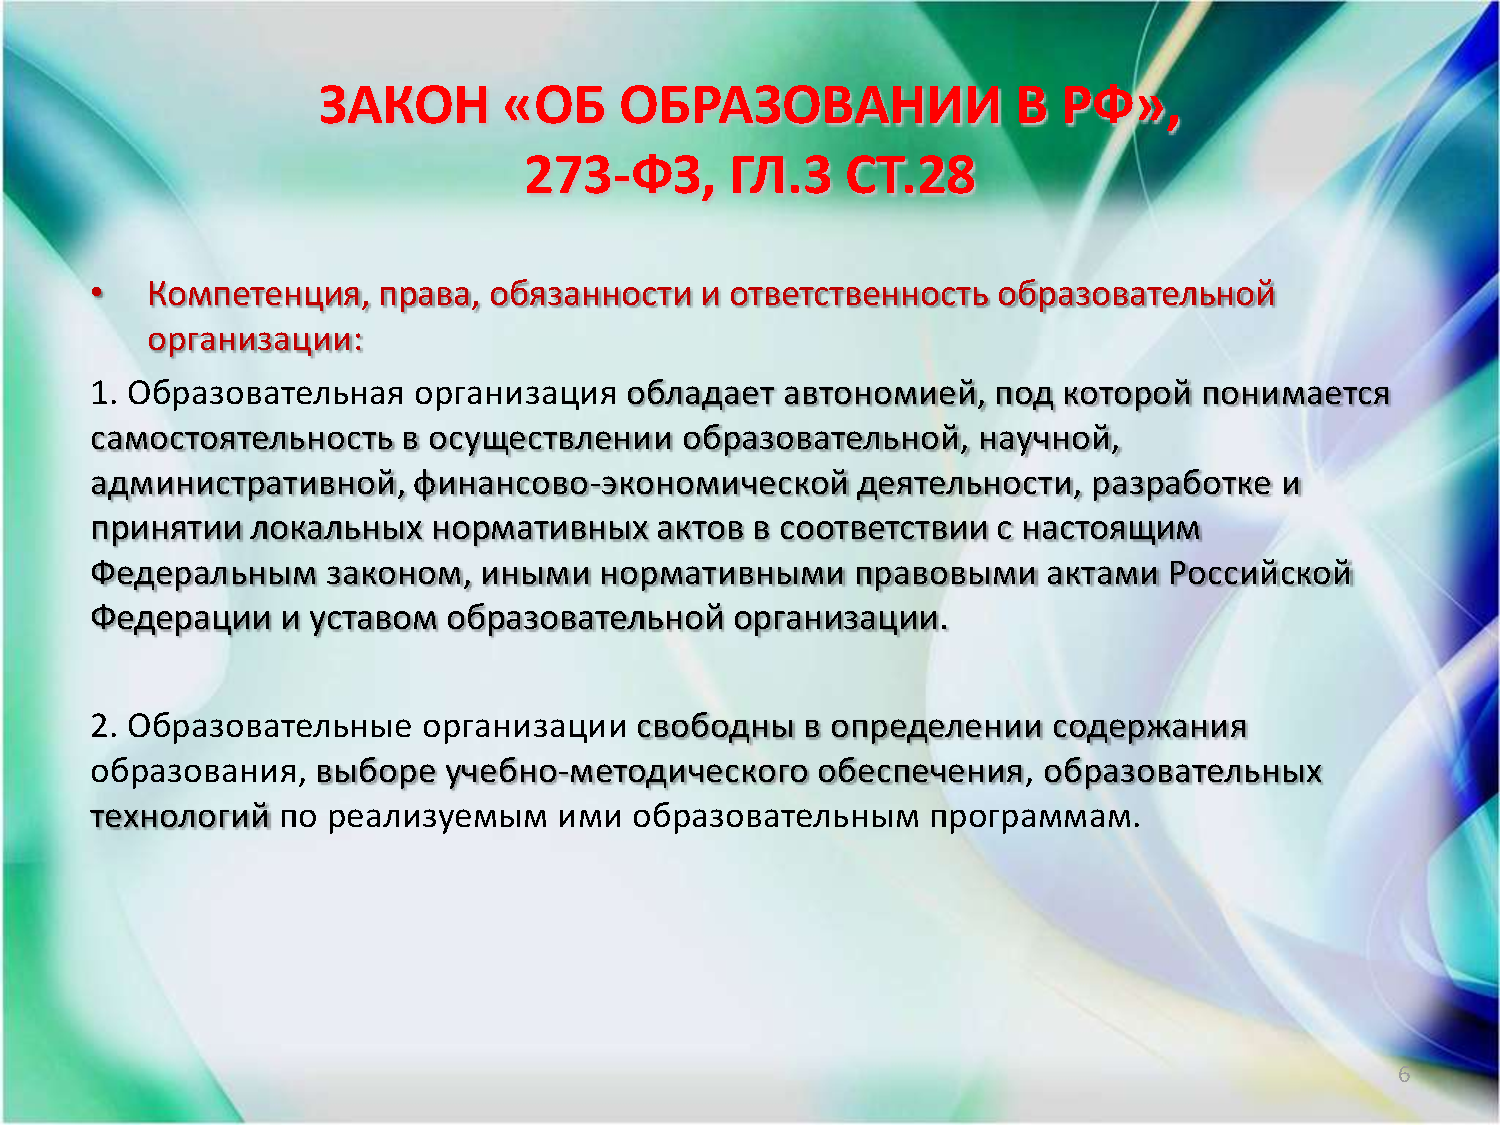 ЗАКОН «ОБ ОБРАЗОВАНИИ В РФ»,
273-ФЗ, ГЛ.3 СТ.28
• Компетенция, права, обязанности и ответственность образовательной
организации:
1. Образовательная организация обладает автономией, под которой понимается
самостоятельность в осуществлении образовательной, научной,
административной, финансово-экономической деятельности, разработке и
принятии локальных нормативных актов в соответствии с настоящим
Федеральным законом, иными нормативными правовыми актами Российской
Федерации и уставом образовательной организации.
2. Образовательные организации свободны в определении содержания
образования, выборе учебно-методического обеспечения, образовательных
технологий по реализуемым ими образовательным программам.
6